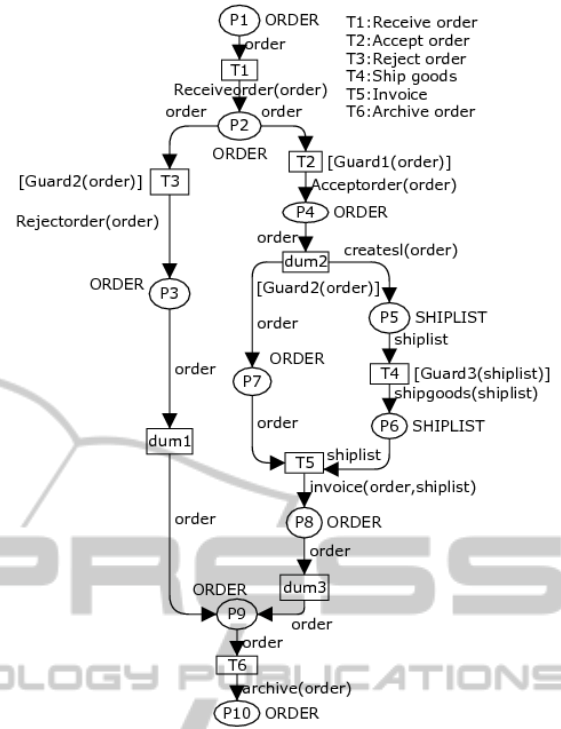 P1 ORDER
order
T1:Receive order
T2:Accept order
T3:Reject order
T4:Ship goods
T5:Invoice
T6:Archive order
T1
Receiveorder(order)
order order
P2
ORDER
[Guard2(order)] T3
T2 [Guard1(order)]
Acceptorder(order)
Rejectorder(order)
P4 ORDER
order
createsl(order)
dum2
[Guard2(order)]
ORDER
P3
P5 SHIPLIST
order
shiplist
ORDER
P7
T4 [Guard3(shiplist)]
shipgoods(shiplist)
order
order
P6 SHIPLIST
dum1
shiplist
T5
invoice(order,shiplist)
order
P8 ORDER
order
PRESS
dum3
ORDER
P9
order
order
T6
OLOGY PUBLICATIONS
archive(order)
P10 ORDER